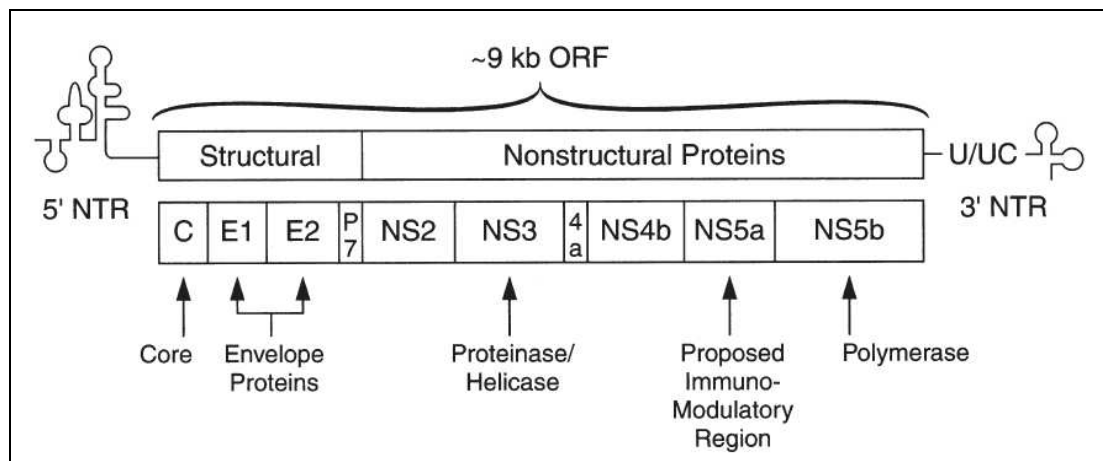 ~9 kb ORF
Structural
Nonstructural Proteins
U/UC
5' NTR
3' NTR
C
E1
E2
P
7
NS2
NS3
4
a
NS4b
NS5a
NS5b
Core
Envelope
Proteins
Proteinase/
Helicase
Proposed
Immuno-
Modulatory
Region
Polymerase